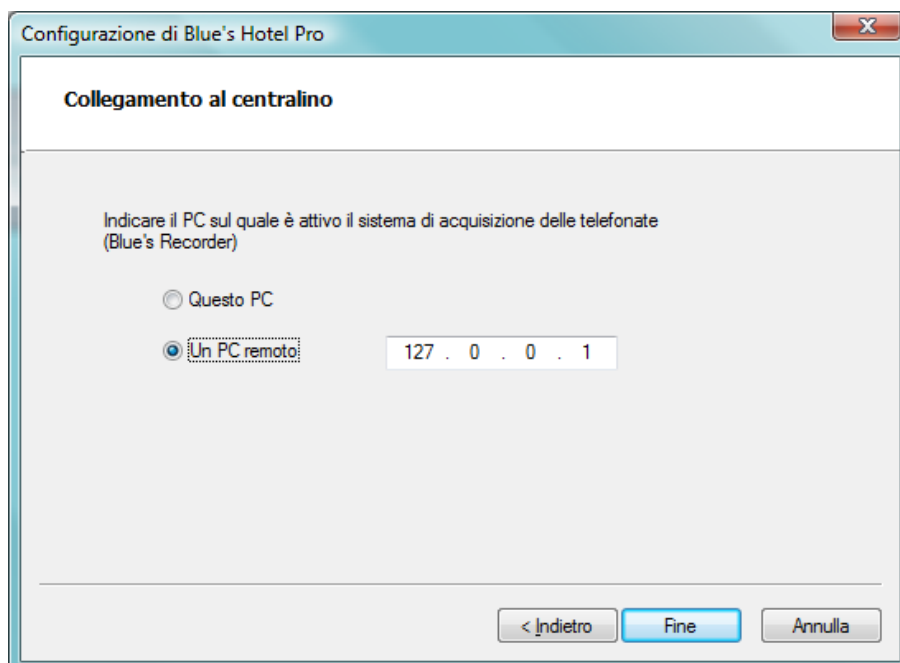 Configurazione di Blue's Hotel Pro
Collegamento al centralino
Indicare il PC sul quale è attivo il sistema di acquisizione delle telefonate
(Blue's Recorder)
Questo PC
Un PC remoto 127 . 0 . 0 . 1
< Indietro Fine Annulla